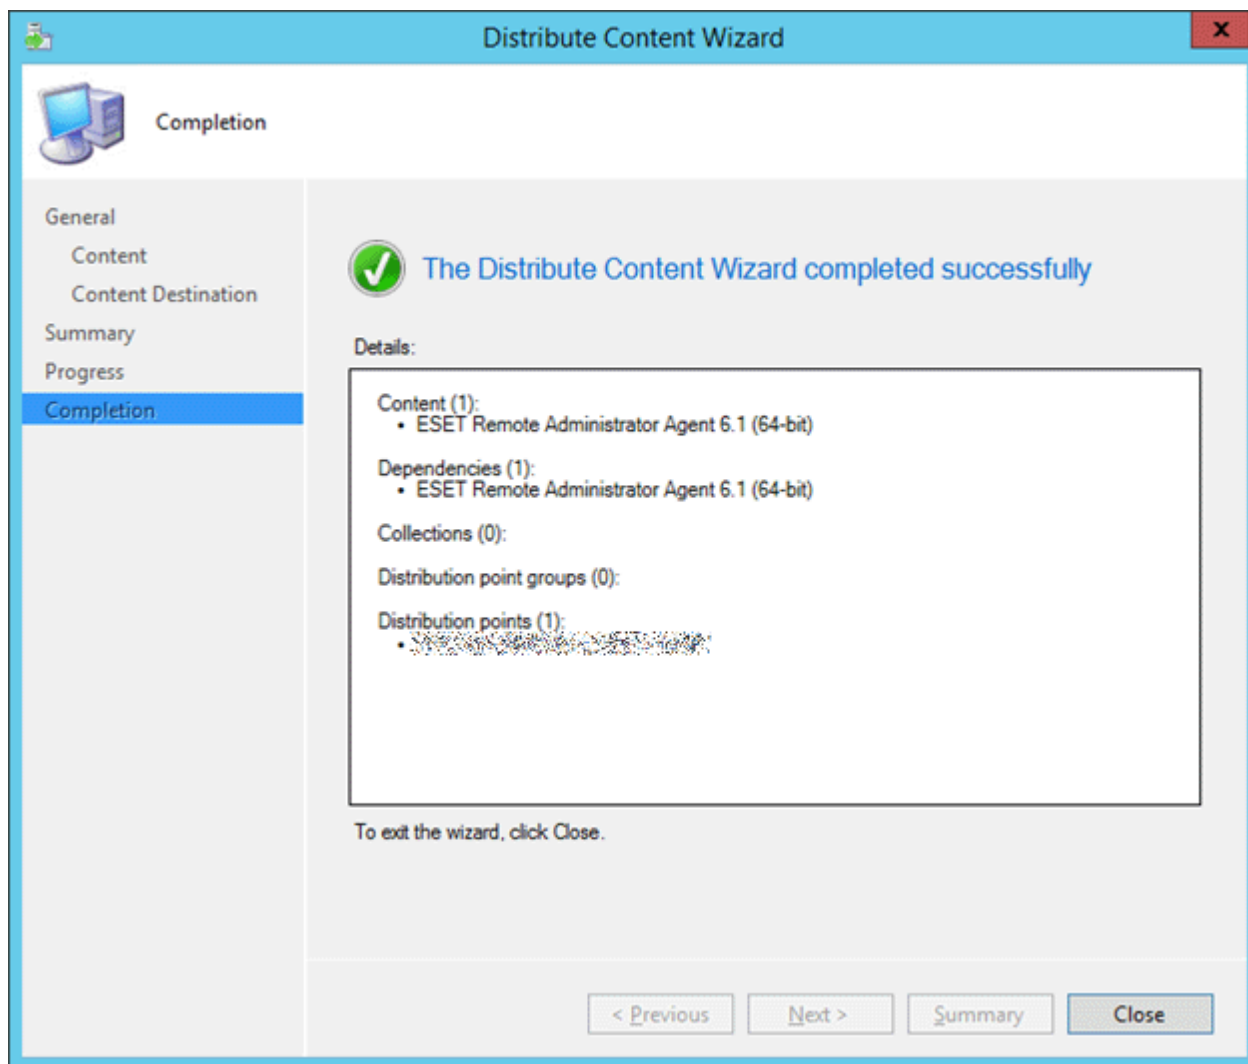 Distribute Content Wizard
x
Completion
General
Content
Content Destination
Summary
Progress
Completion
The Distribute Content Wizard completed successfully
Details:
Content (1):
• ESET Remote Administrator Agent 6.1 (64-bit)
Dependencies (1):
• ESET Remote Administrator Agent 6.1 (64-bit)
Collections (0):
Distribution point groups (0):
Distribution points (1):
•
To exit the wizard, click Close.
< Previous
Next >
Summary
Close